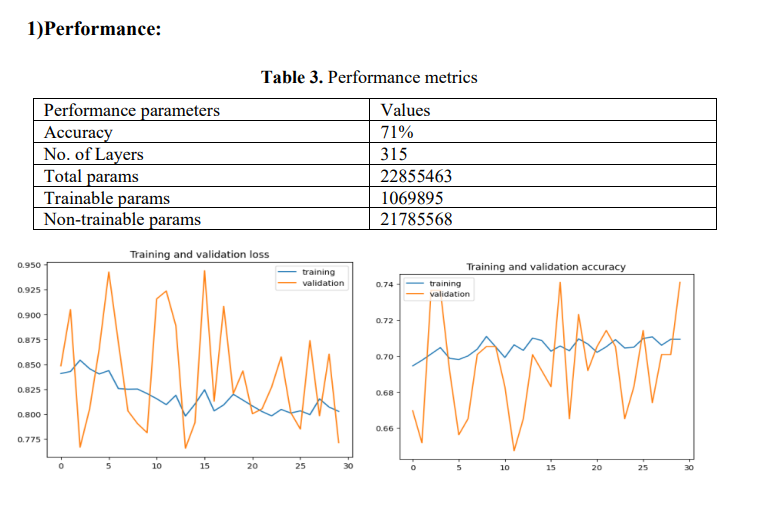 1)Performance:
Table 3. Performance metrics
Performance parameters Values
Accuracy 71%
No. of Layers 315
Total params 22855463
Trainable params 1069895
Non-trainable params 21785568
Training and validation loss
training
validation
0.950
0.925
0.900
0.875
0.850
0.825
0.800
0.775
0 5 10 15 20 25 30
Training and validation accuracy
training
validation
0.74
0.72
0.70
0.68
0.66
0 5 10 15 20 25 30